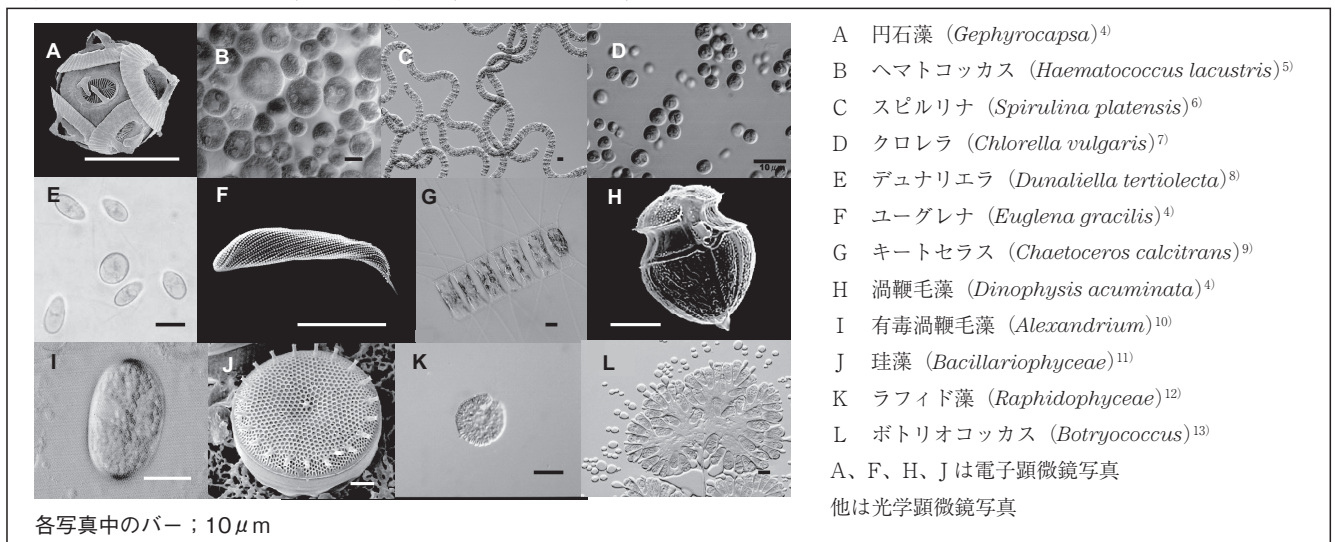 A
B
C
D
10μm
E
F
G
H
I
J
K
L
各写真中のバー；10μm
A 円石藻（Gephyrocapsa）4)
B ヘマトコッカス（Haematococcus lacustris）5)
C スピルリナ（Spirulina platensis）6)
D クロレラ（Chlorella vulgaris）7)
E デュナリエラ（Dunaliella tertiolecta）8)
F ユーグレナ（Euglena gracilis）4)
G キートセラス（Chaetoceros calcitrans）9)
H 渦鞭毛藻（Dinophysis acuminata）4)
I 有毒渦鞭毛藻（Alexandrium）10)
J 珪藻（Bacillariophyceae）11)
K ラフィド藻（Raphidophyceae）12)
L ボトリオコッカス（Botryococcus）13)
A、F、H、J は電子顕微鏡写真
他は光学顕微鏡写真